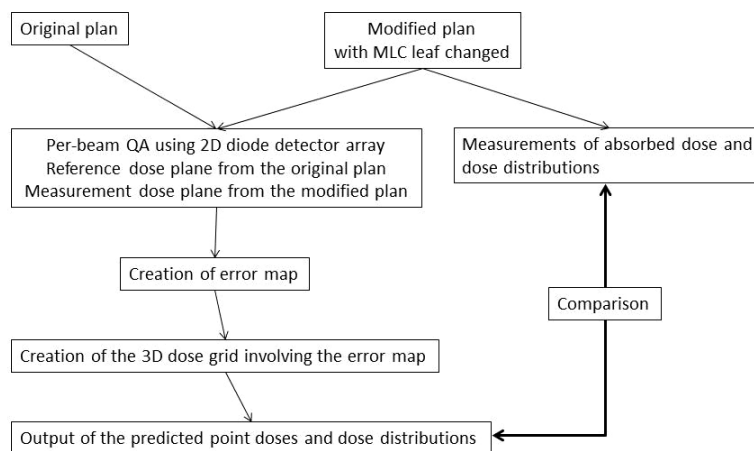 Original plan
Modified plan
with MLC leaf changed
Per-beam QA using 2D diode detector array
Reference dose plane from the original plan
Measurement dose plane from the modified plan
Measurements of absorbed dose and
dose distributions
Creation of error map
Comparison
Creation of the 3D dose grid involving the error map
Output of the predicted point doses and dose distributions